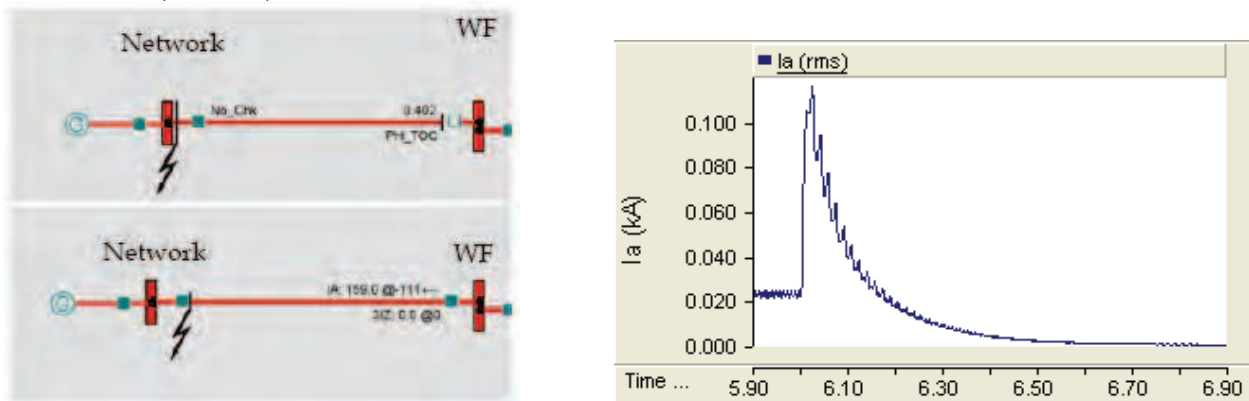 Network
WF
No_Chk
0.402
PHI_TOC
Network
WF
IA: 159.0 @-111
3IZ: 0.0 @0
Ia (rms)
Ia (kA)
0.100
0.080
0.060
0.040
0.020
0.000
Time ...
5.90
6.10
6.30
6.50
6.70
6.90